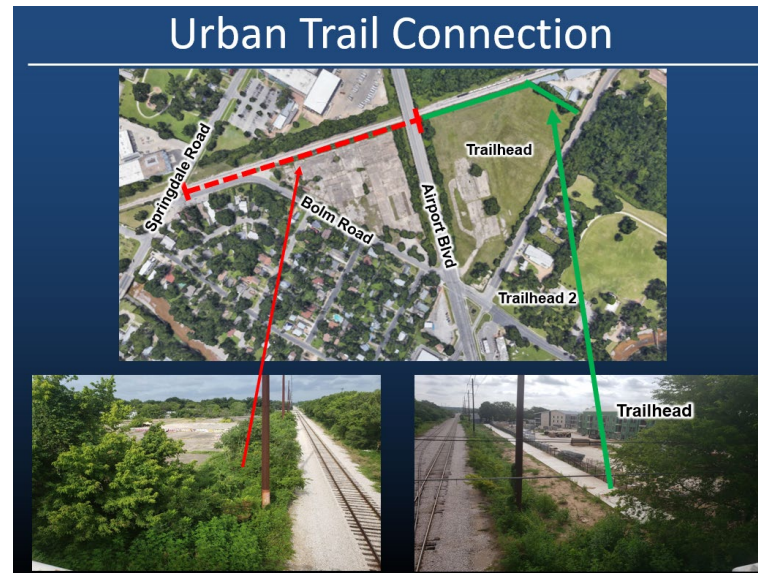 Urban Trail Connection
Springdale Road
Trailhead
Bolm Road
Airport Blvd
Trailhead 2
Trailhead